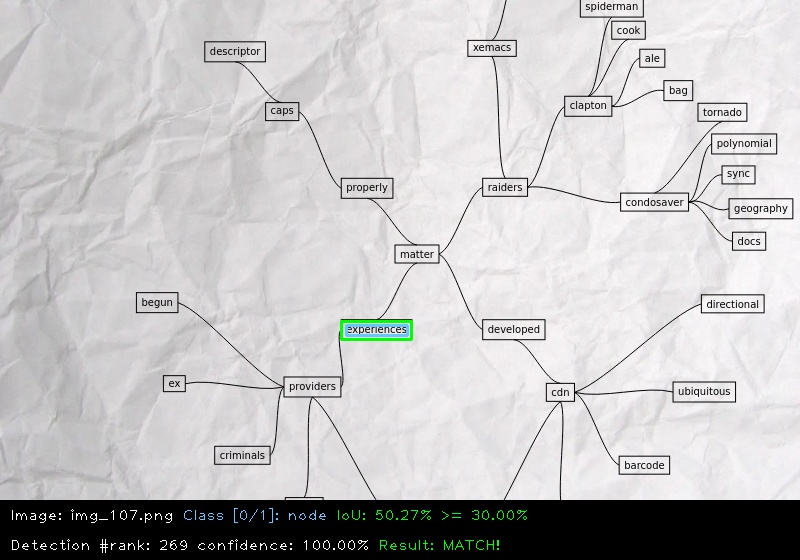 spiderman
cook
xemacs
descriptor
ale
bag
clapton
caps
tornado
polynomial
sync
properly
raiders
condosaver
geography
docs
matter
begun
directional
experiences
developed
ex
providers
cdn
ubiquitous
criminals
barcode
Image: img_107.png Class [0/1]: node IoU: 50.27% >= 30.00%
Detection #rank: 269 confidence: 100.00% Result: MATCH!